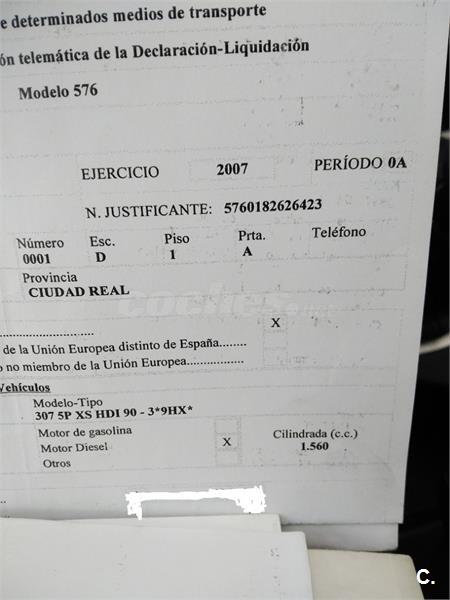 e determinados medios de transporte
ón telemática de la Declaración-Liquidación
Modelo 576
EJERCICIO 2007 PERÍODO 0A
N. JUSTIFICANTE: 5760182626423
Número Esc. Piso Prta. Teléfono
0001 D 1 A
Provincia
CIUDAD REAL
coches.net
X
de la Unión Europea distinto de España........
o no miembro de la Unión Europea.................
Vehículos
Modelo-Tipo
307 5P XS HDI 90 - 3*9HX*
Motor de gasolina
Motor Diesel X Cilindrada (c.c.)
Otros 1.560
C.